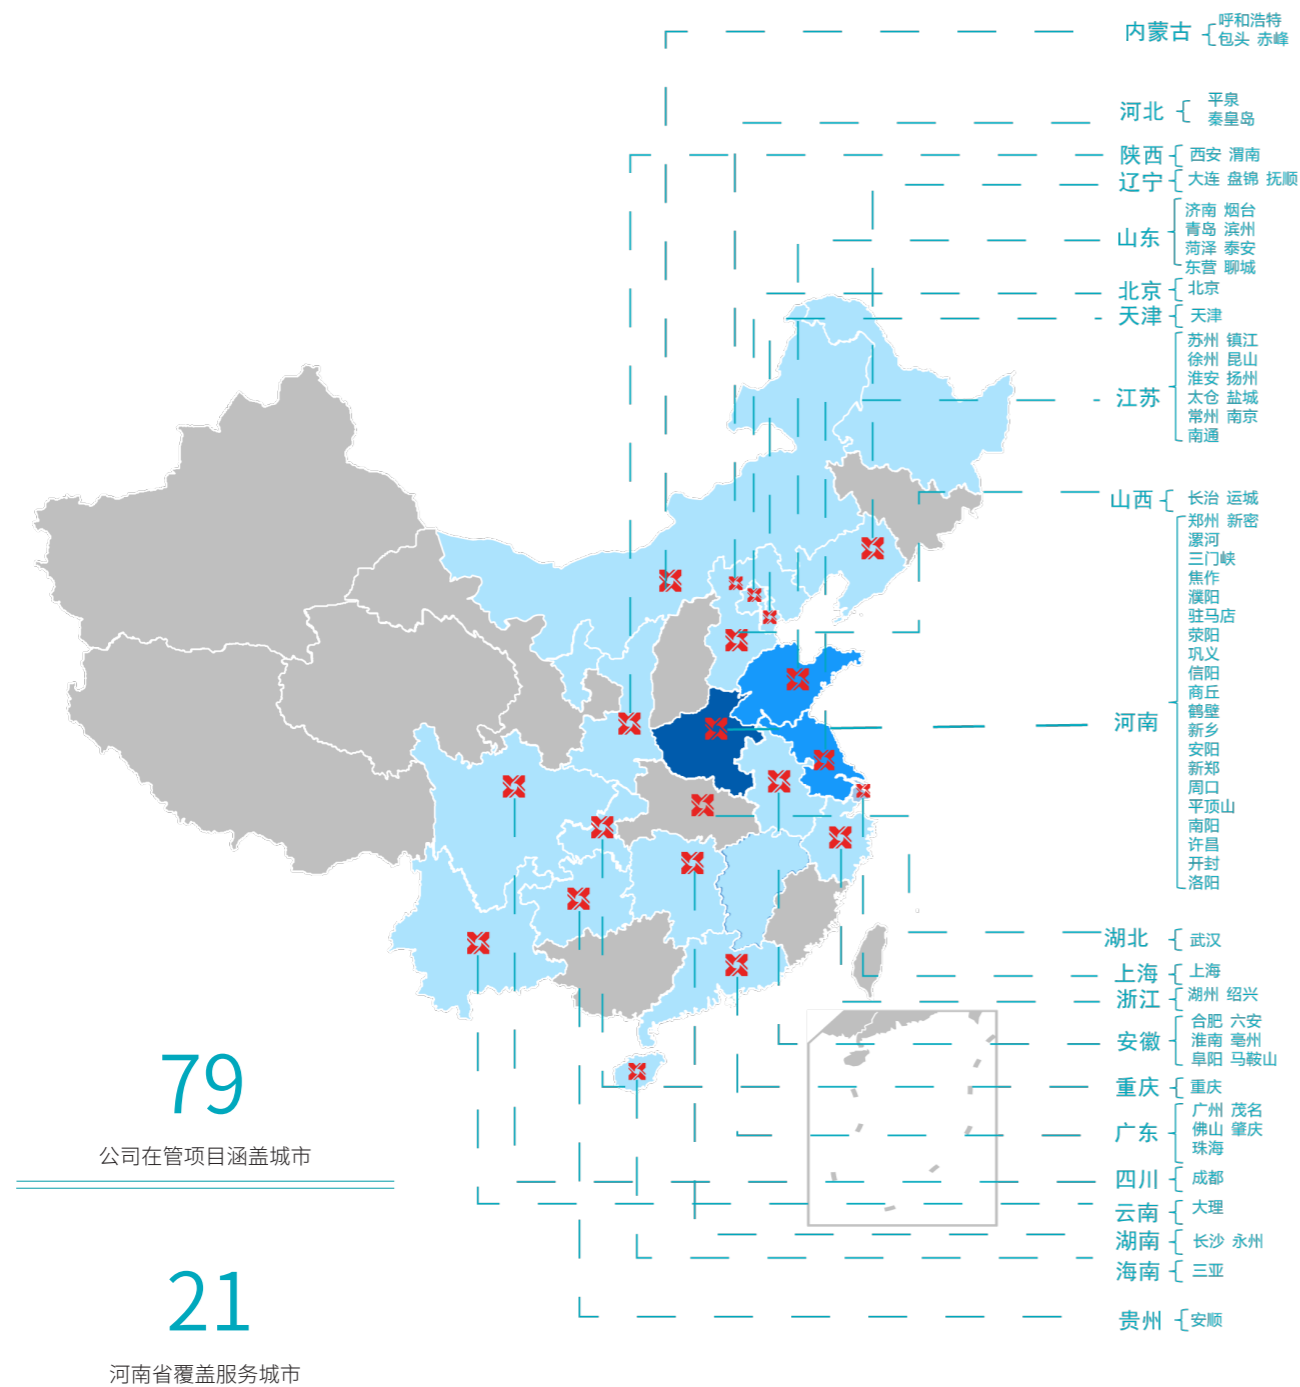 内蒙古
呼和浩特
包头 赤峰
河北
平泉
秦皇岛
陕西
西安 渭南
辽宁
大连 盘锦 抚顺
山东
济南 烟台
青岛 滨州
菏泽 泰安
东营 聊城
北京
北京
天津
天津
江苏
苏州 镇江
徐州 昆山
淮安 扬州
太仓 盐城
常州 南京
南通
山西
长治 运城
河南
郑州 新密
漯河
三门峡
焦作
濮阳
驻马店
荥阳
巩义
信阳
商丘
鹤壁
新乡
安阳
新郑
周口
平顶山
南阳
许昌
开封
洛阳
湖北
武汉
上海
上海
浙江
湖州 绍兴
安徽
合肥 六安
淮南 亳州
阜阳 马鞍山
重庆
重庆
广东
广州 茂名
佛山 肇庆
珠海
四川
成都
云南
大理
湖南
长沙 永州
海南
三亚
贵州
安顺
79
公司在管项目涵盖城市
21
河南省覆盖服务城市